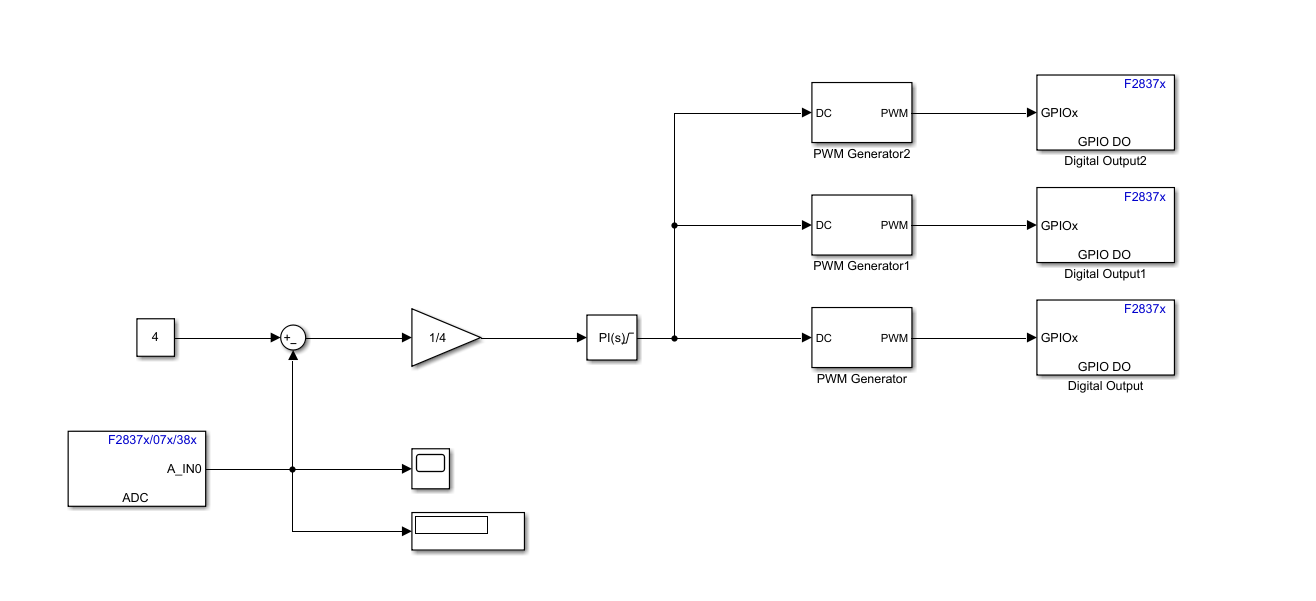 F2837x
DC
PWM
GPIOx
GPIO DO
PWM Generator2
Digital Output2
F2837x
DC
PWM
GPIOx
GPIO DO
PWM Generator1
Digital Output1
F2837x
4
+
_
1/4
PI(s)
DC
PWM
GPIOx
GPIO DO
PWM Generator
Digital Output
F2837x/07x/38x
A_IN0
ADC